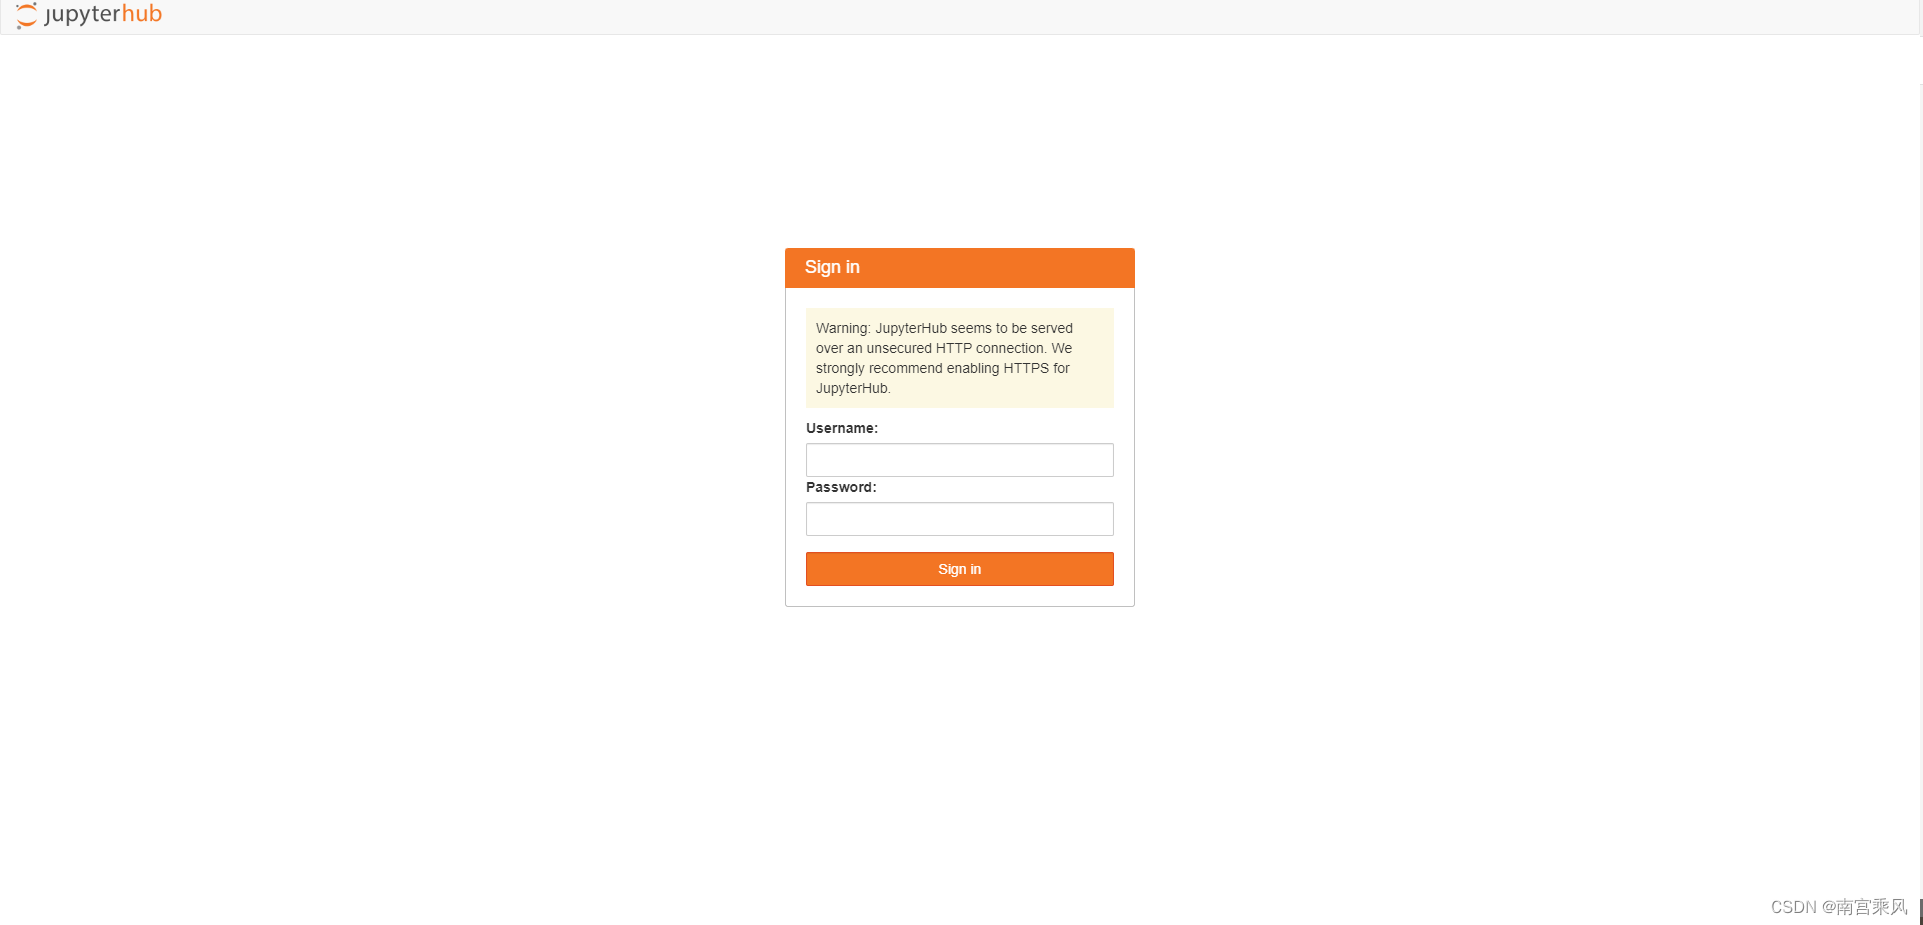 jupyterhub
Sign in
Warning: JupyterHub seems to be served
over an unsecured HTTP connection. We
strongly recommend enabling HTTPS for
JupyterHub.
Username:
Password:
Sign in
CSDN @南宫乘风